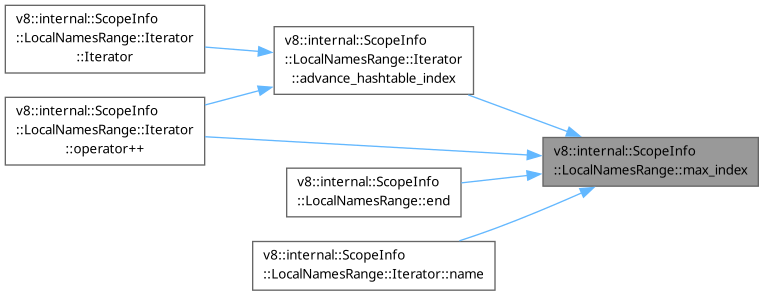 v8::internal::ScopeInfo
::LocalNamesRange::Iterator
::Iterator
v8::internal::ScopeInfo
::LocalNamesRange::Iterator
::advance_hashtable_index
v8::internal::ScopeInfo
::LocalNamesRange::Iterator
::operator++
v8::internal::ScopeInfo
::LocalNamesRange::max_index
v8::internal::ScopeInfo
::LocalNamesRange::end
v8::internal::ScopeInfo
::LocalNamesRange::Iterator::name